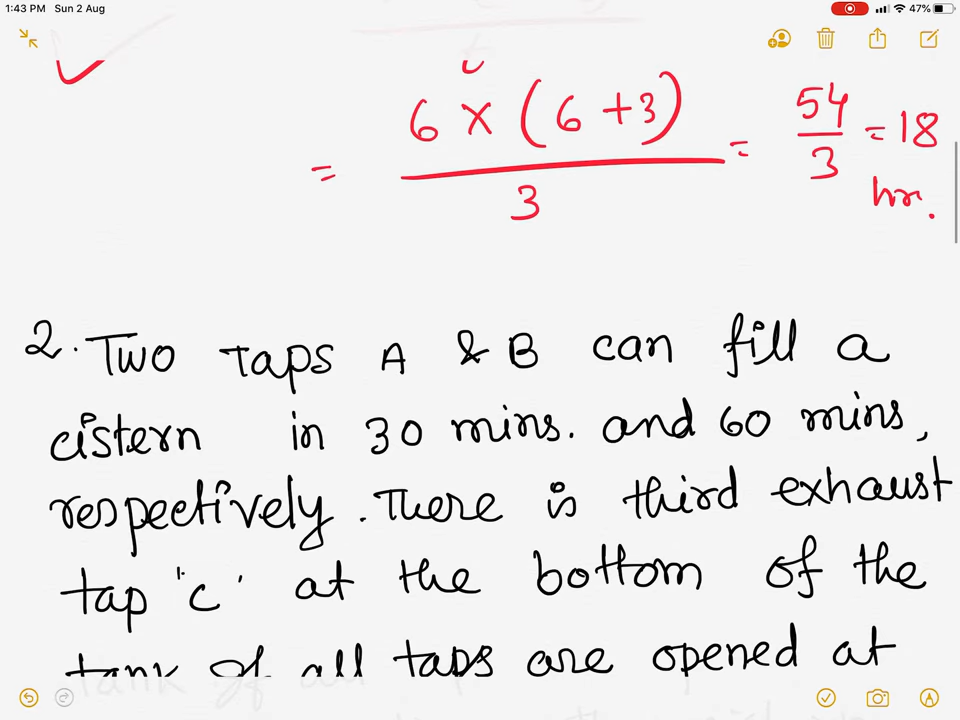 1:43 PM Sun 2 Aug
47%
= 6 × (6 + 3) / 3 = 54 / 3 = 18 hr.
2. Two taps A & B can fill a
cistern in 30 mins. and 60 mins,
respectively. There is third exhaust
tap 'c' at the bottom of the
tank of all taps are opened at